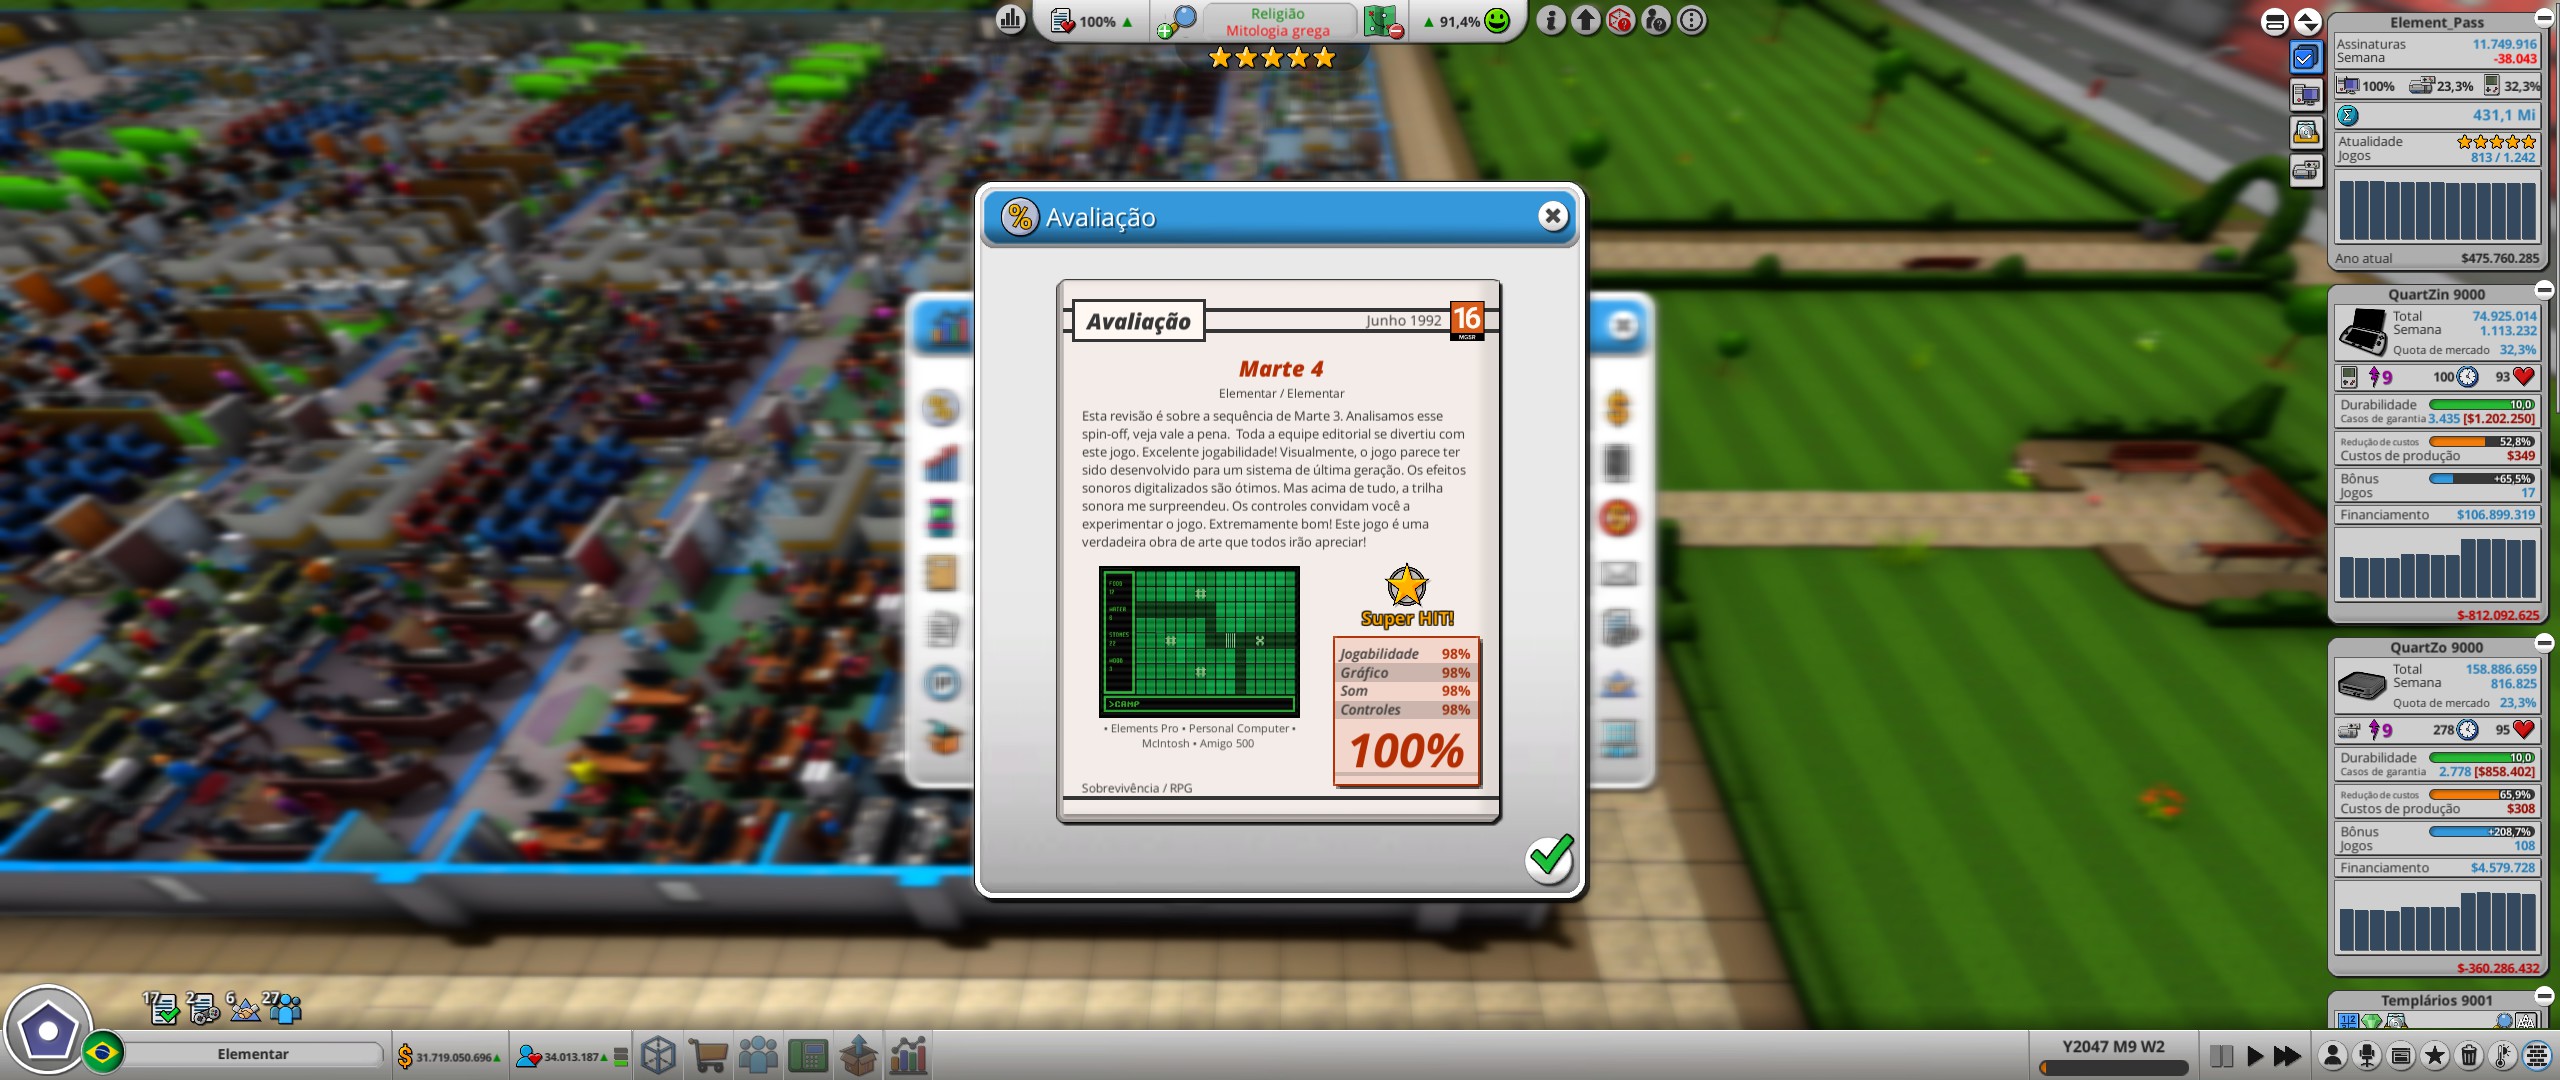 100%
Religião
Mitologia grega
91,4%
Avaliação
Avaliação
Junho 1992
16
MGSR
Marte 4
Elementar / Elementar
Esta revisão é sobre a sequência de Marte 3. Analisamos esse
spin-off, veja vale a pena.  Toda a equipe editorial se divertiu com
este jogo. Excelente jogabilidade! Visualmente, o jogo parece ter
sido desenvolvido para um sistema de última geração. Os efeitos
sonoros digitalizados são ótimos. Mas acima de tudo, a trilha
sonora me surpreendeu. Os controles convidam você a
experimentar o jogo. Extremamente bom! Este jogo é uma
verdadeira obra de arte que todos irão apreciar!
FOOD
WATER
STONES
WOOD
>CAMP
• Elements Pro • Personal Computer •
McIntosh • Amigo 500
Super HIT!
Jogabilidade 98%
Gráfico 98%
Som 98%
Controles 98%
100%
Sobrevivência / RPG
IP
Element_Pass
Assinaturas 11.749.916
Semana -38.043
100% 23,3% 32,3%
431,1 Mi
Atualidade
Jogos 813 / 1.242
Ano atual $475.760.285
QuartZin 9000
Total 74.925.014
Semana 1.113.232
Quota de mercado 32,3%
9 100 93
Durabilidade 10,0
Casos de garantia 3.435 [$1.202.250]
Redução de custos 52,8%
Custos de produção $349
Bônus +65,5%
Jogos 17
Financiamento $106.899.319
$-812.092.625
QuartZo 9000
Total 158.886.659
Semana 816.825
Quota de mercado 23,3%
9 278 95
Durabilidade 10,0
Casos de garantia 2.778 [$858.402]
Redução de custos 65,9%
Custos de produção $308
Bônus +208,7%
Jogos 108
Financiamento $4.579.728
$-360.286.432
Templários 9001
17 2 6 27
Elementar
31.719.050.696
34.013.187
Y2047 M9 W2